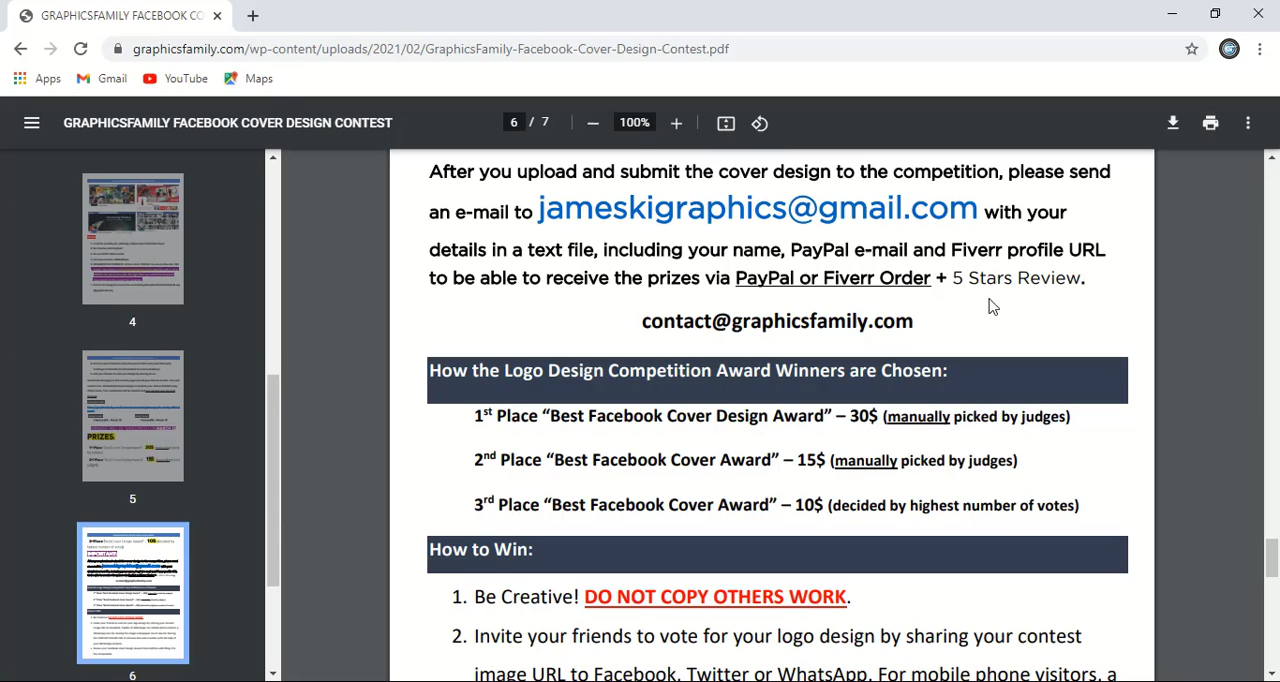 GRAPHICSFAMILY FACEBOOK CO
graphicsfamily.com/wp-content/uploads/2021/02/GraphicsFamily-Facebook-Cover-Design-Contest.pdf
Apps Gmail YouTube Maps
GRAPHICSFAMILY FACEBOOK COVER DESIGN CONTEST 6 / 7 100%
4
5
6
After you upload and submit the cover design to the competition, please send
an e-mail to jameskigraphics@gmail.com with your
details in a text file, including your name, PayPal e-mail and Fiverr profile URL
to be able to receive the prizes via PayPal or Fiverr Order + 5 Stars Review.
contact@graphicsfamily.com
How the Logo Design Competition Award Winners are Chosen:
1st Place “Best Facebook Cover Design Award” – 30$ (manually picked by judges)
2nd Place “Best Facebook Cover Award” – 15$ (manually picked by judges)
3rd Place “Best Facebook Cover Award” – 10$ (decided by highest number of votes)
How to Win:
1. Be Creative! DO NOT COPY OTHERS WORK.
2. Invite your friends to vote for your logo design by sharing your contest
image URL to Facebook, Twitter or WhatsApp. For mobile phone visitors, a